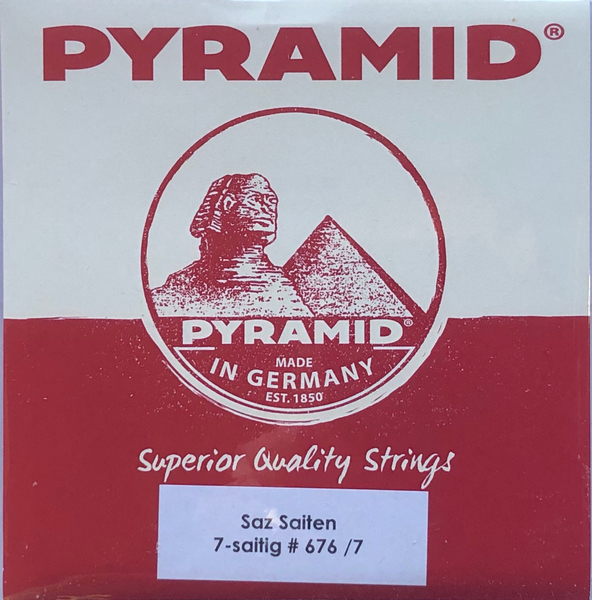 PYRAMID®
PYRAMID®
MADE
IN GERMANY
EST. 1850
Superior Quality Strings
Saz Saiten
7-saitig # 676 /7